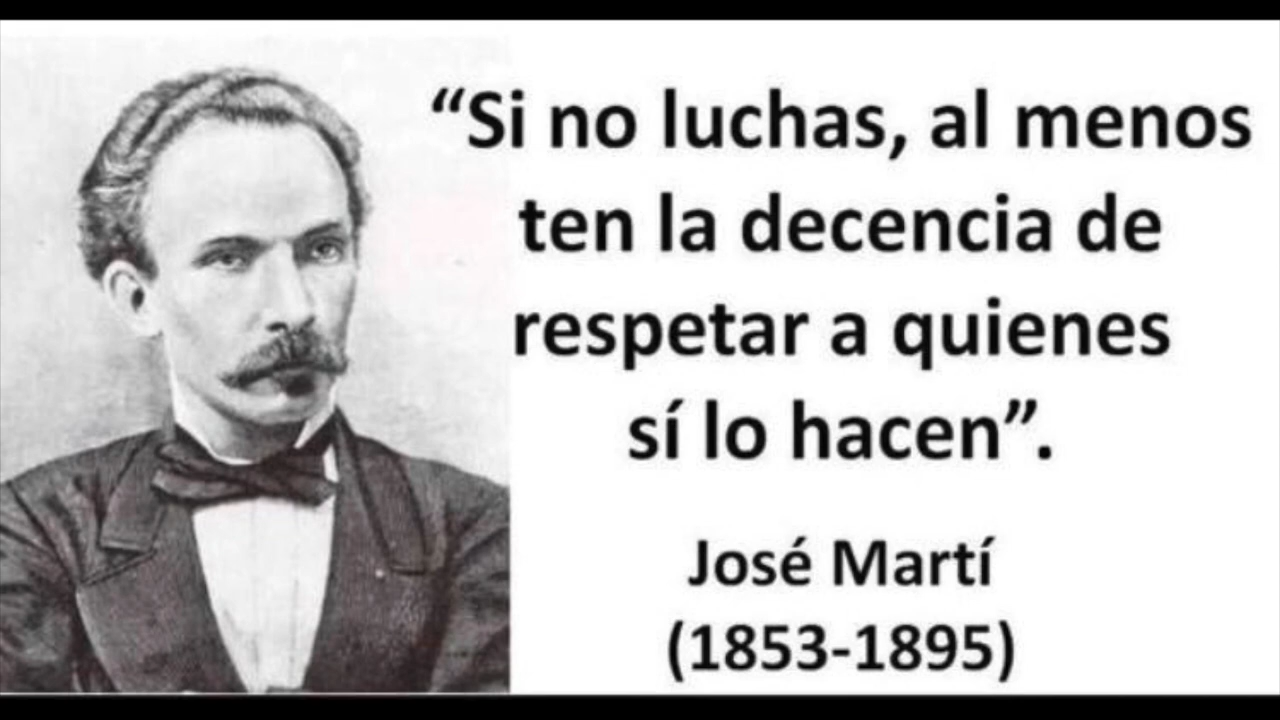 “Si no luchas, al menos
ten la decencia de
respetar a quienes
sí lo hacen”.
José Martí
(1853-1895)